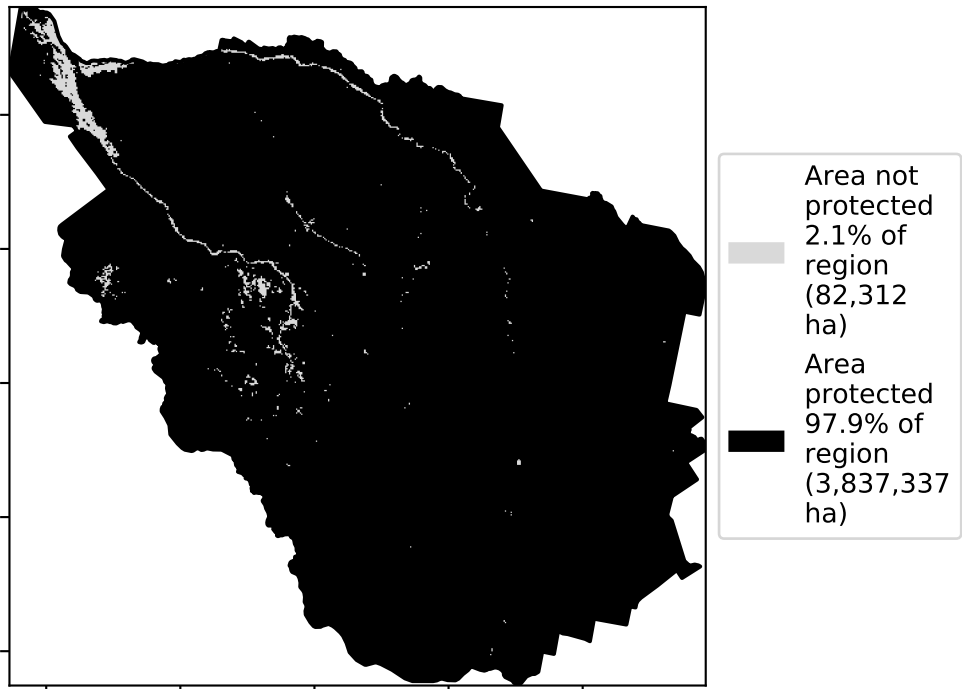 Area not
protected
2.1% of
region
(82,312
ha)
Area
protected
97.9% of
region
(3,837,337
ha)